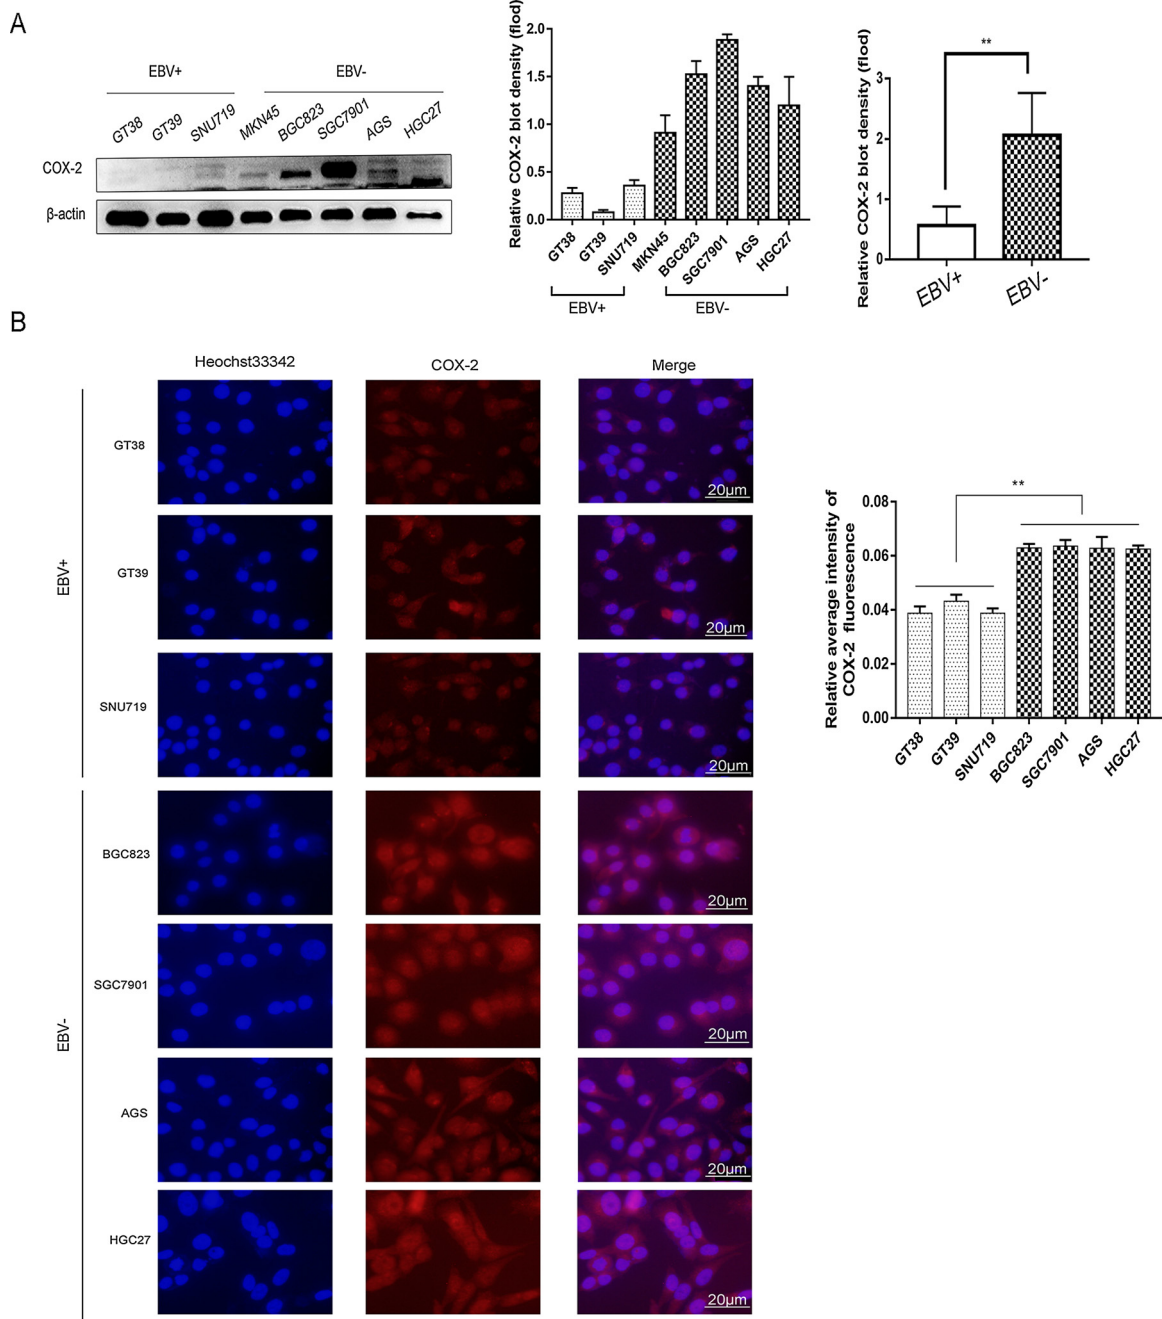 A
EBV+
EBV-
GT38
GT39
SNU719
MKN45
BGC823
SGC7901
AGS
HGC27
COX-2
β-actin
Relative COX-2 blot density (flod)
2.0
1.5
1.0
0.5
0.0
GT38
GT39
SNU719
MKN45
BGC823
SGC7901
AGS
HGC27
EBV+
EBV-
Relative COX-2 blot density (flod)
**
3
2
1
0
EBV+
EBV-
B
Heochst33342
COX-2
Merge
EBV+
GT38
20μm
GT39
20μm
SNU719
20μm
EBV-
BGC823
20μm
SGC7901
20μm
AGS
20μm
HGC27
20μm
Relative average intensity of
COX-2 fluorescence
**
0.08
0.06
0.04
0.02
0.00
GT38
GT39
SNU719
BGC823
SGC7901
AGS
HGC27